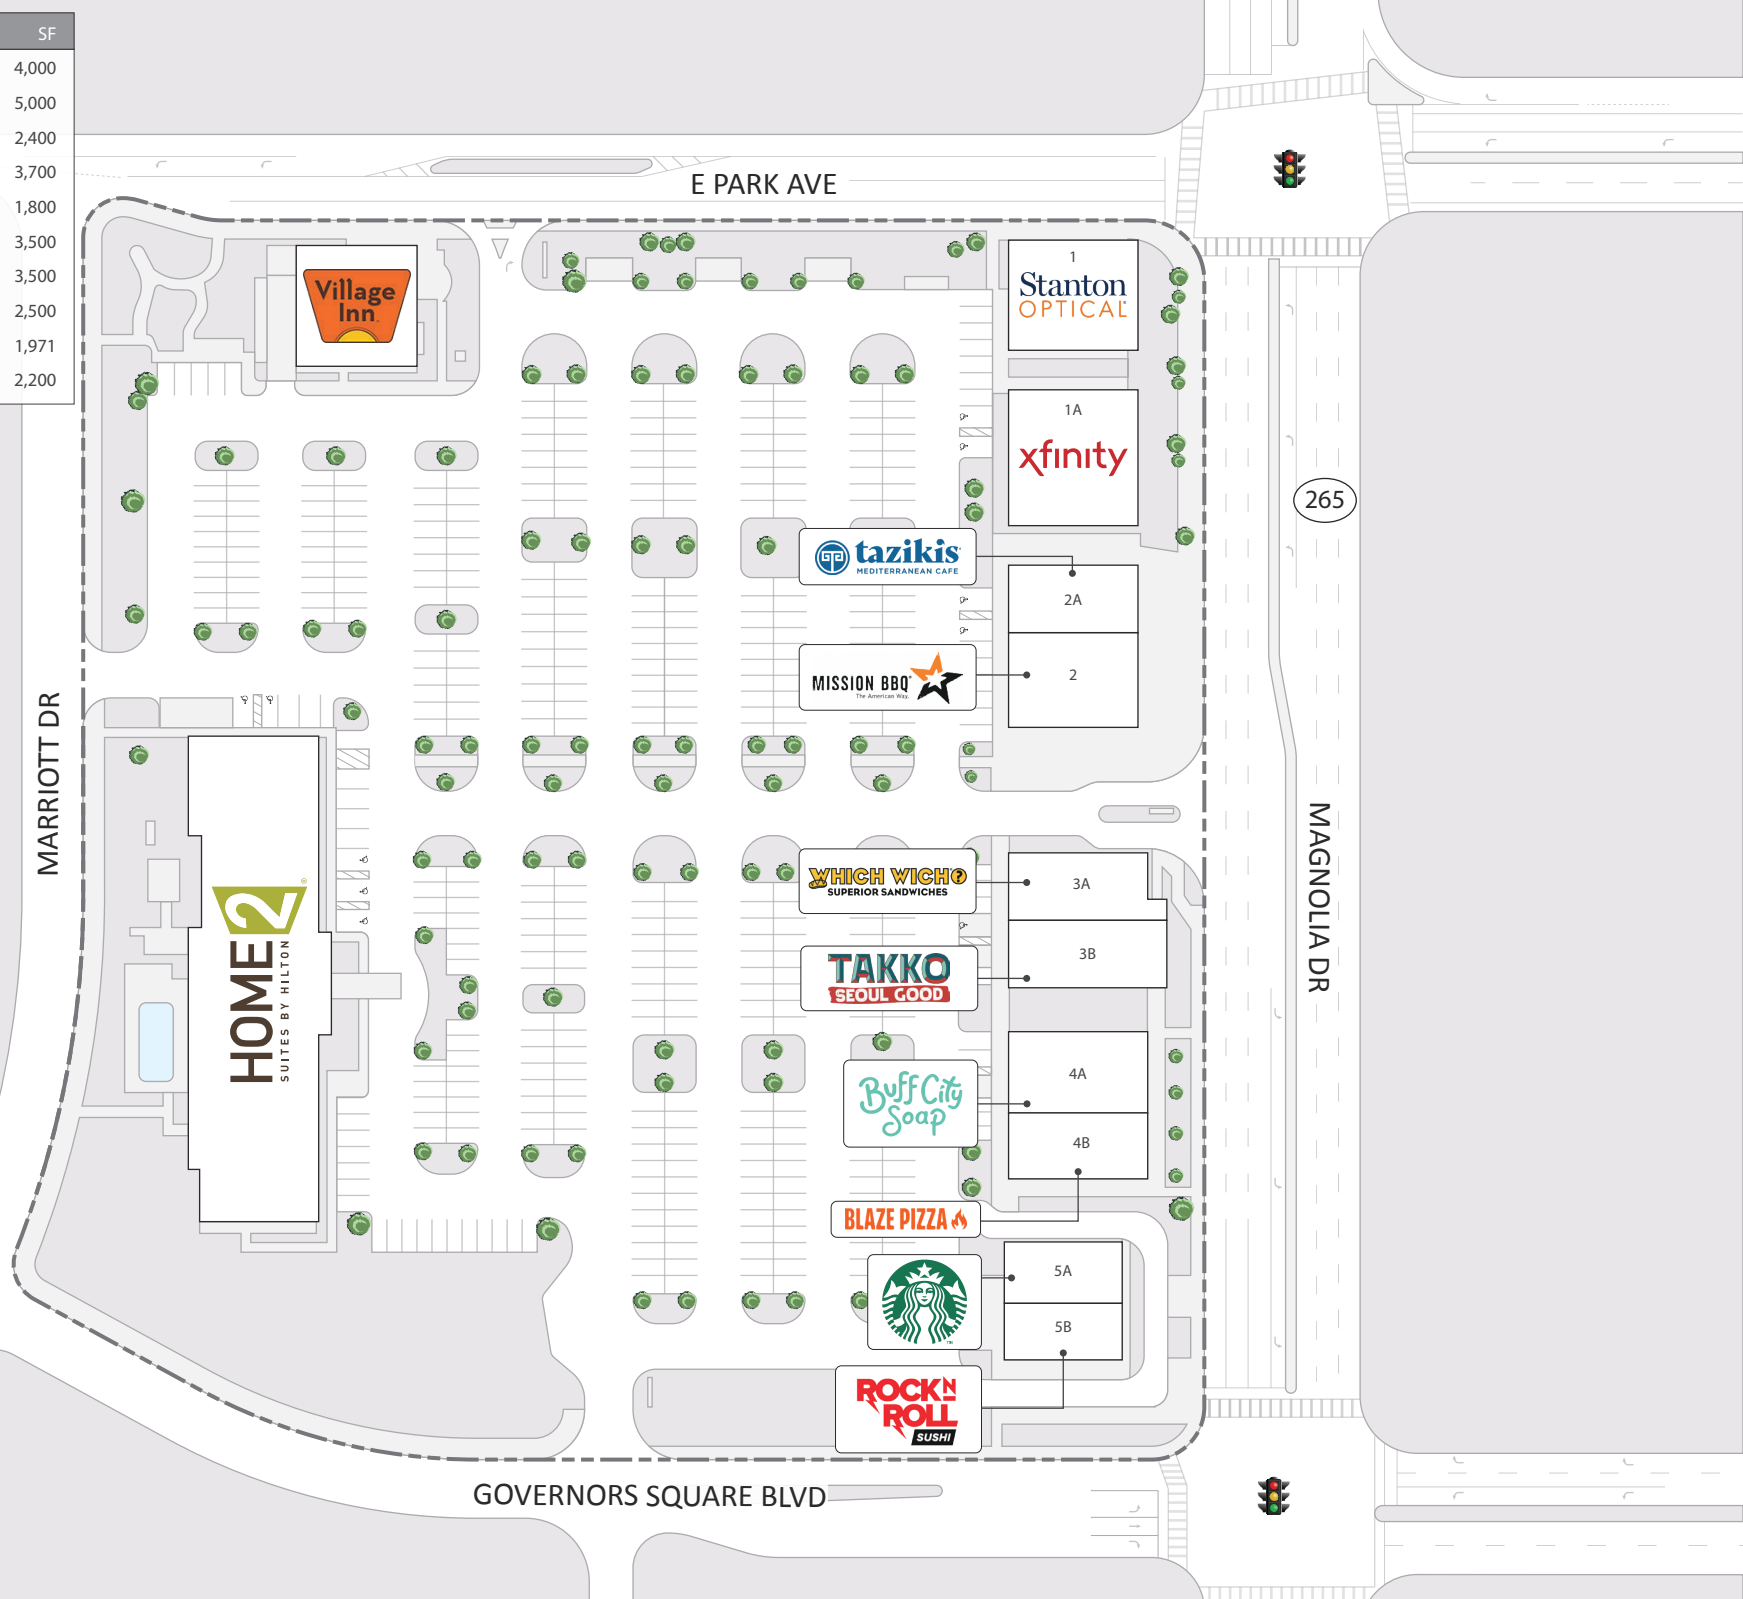 SF
4,000
5,000
2,400
3,700
1,800
3,500
3,500
2,500
1,971
2,200
E PARK AVE
Village
Inn
1
Stanton
OPTICAL
1A
xfinity
265
tazikis
MEDITERRANEAN CAFE
2A
MISSION BBQ
The American Way.
2
MARRIOTT DR
MAGNOLIA DR
HOME2
SUITES BY HILTON
WHICH WICH?
SUPERIOR SANDWICHES
3A
TAKKO
SEOUL GOOD
3B
4A
Buff City
Soap
4B
BLAZE PIZZA
5A
5B
ROCK N
ROLL
SUSHI
GOVERNORS SQUARE BLVD